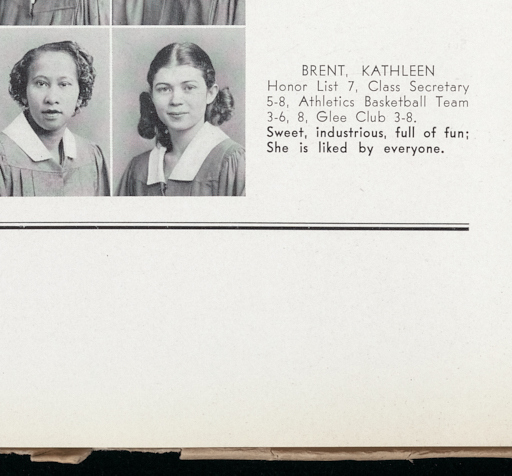 BRENT, KATHLEEN
Honor List 7, Class Secretary
5-8, Athletics Basketball Team
3-6, 8, Glee Club 3-8.
Sweet, industrious, full of fun;
She is liked by everyone.